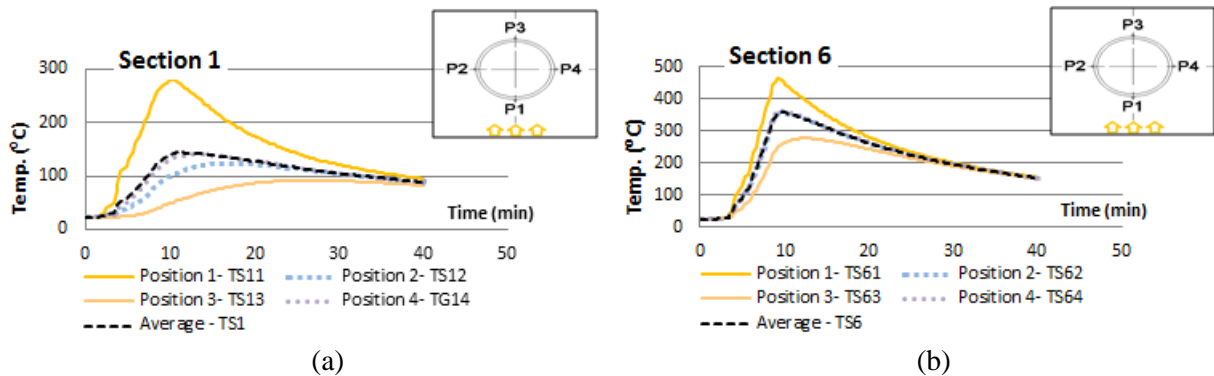 Section 1
Temp. (⁰C)
300
200
100
0
0 10 20 30 40 50
Time (min)
P3
P2 P4
P1
Position 1- TS11 Position 2- TS12
Position 3- TS13 Position 4- TG14
Average - TS1
(a)
Section 6
Temp. (ºC)
500
400
300
200
100
0
0 10 20 30 40 50
Time (min)
P3
P2 P4
P1
Position 1- TS61 Position 2- TS62
Position 3- TS63 Position 4- TS64
Average - TS6
(b)